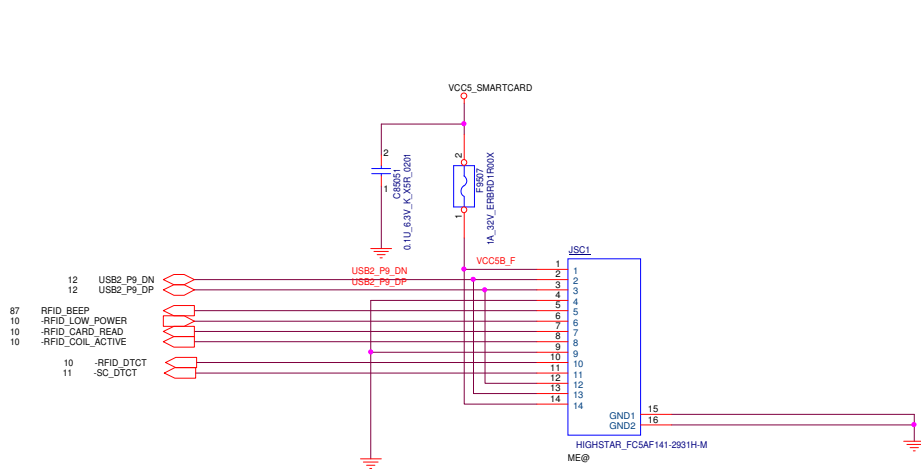 VCC5_SMARTCARD
2
1
C85051
0.1U_6.3V_K_X5R_0201
2
1
F9507
1A_32V_ERBRD1R00X
JSC1
VCC5B_F
12 USB2_P9_DN
USB2_P9_DN
12 USB2_P9_DP
USB2_P9_DP
87 RFID_BEEP
10 -RFID_LOW_POWER
10 -RFID_CARD_READ
10 -RFID_COIL_ACTIVE
10 -RFID_DTCT
11 -SC_DTCT
1 1
2 2
3 3
4 4
5 5
6 6
7 7
8 8
9 9
10 10
11 11
12 12
13 13
14 14
GND1 15
GND2 16
HIGHSTAR_FC5AF141-2931H-M
ME@